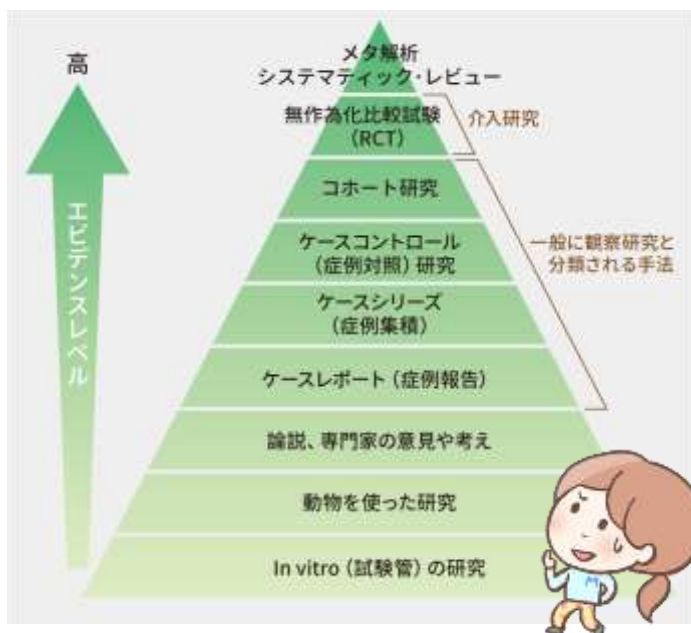 高
エビデンスレベル
メタ解析
システマティック・レビュー
無作為化比較試験
（RCT）
介入研究
コホート研究
ケースコントロール
（症例対照）研究
一般に観察研究と
分類される手法
ケースシリーズ
（症例集積）
ケースレポート（症例報告）
論説、専門家の意見や考え
動物を使った研究
In vitro（試験管）の研究
M